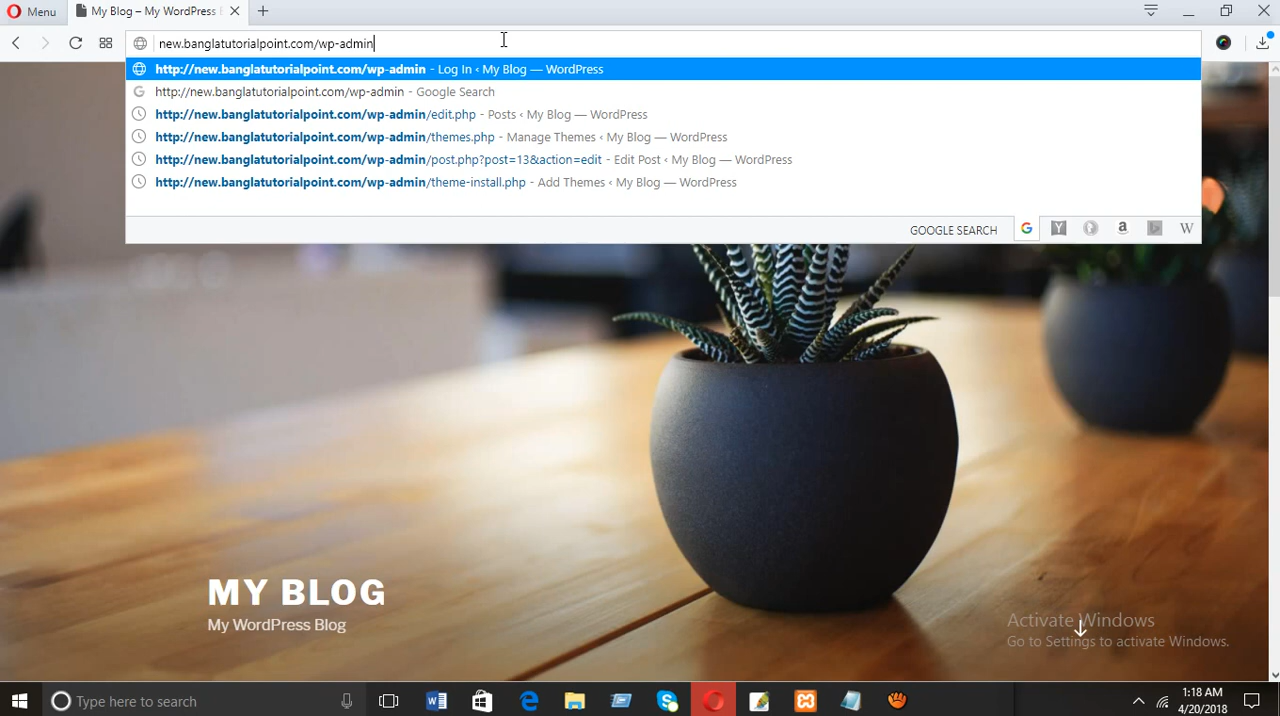 Menu
My Blog – My WordPress
new.banglatutorialpoint.com/wp-admin
http://new.banglatutorialpoint.com/wp-admin - Log In ‹ My Blog — WordPress
http://new.banglatutorialpoint.com/wp-admin - Google Search
http://new.banglatutorialpoint.com/wp-admin/edit.php - Posts ‹ My Blog — WordPress
http://new.banglatutorialpoint.com/wp-admin/themes.php - Manage Themes ‹ My Blog — WordPress
http://new.banglatutorialpoint.com/wp-admin/post.php?post=13&action=edit - Edit Post ‹ My Blog — WordPress
http://new.banglatutorialpoint.com/wp-admin/theme-install.php - Add Themes ‹ My Blog — WordPress
GOOGLE SEARCH
MY BLOG
My WordPress Blog
Activate Windows
Go to Settings to activate Windows.
Type here to search
1:18 AM
4/20/2018